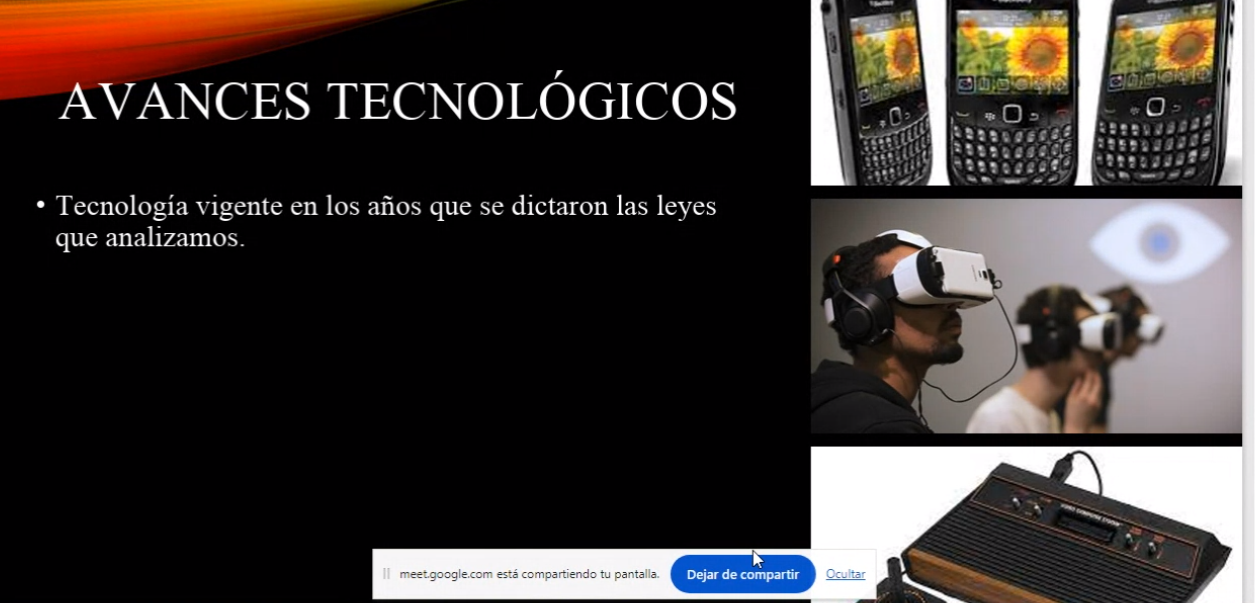 AVANCES TECNOLÓGICOS
• Tecnología vigente en los años que se dictaron las leyes
que analizamos.
meet.google.com está compartiendo tu pantalla.
Dejar de compartir
Ocultar